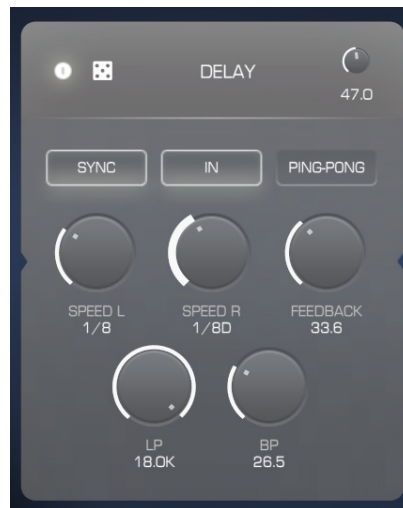 DELAY
47.0
SYNC
IN
PING-PONG
SPEED L
1/8
SPEED R
1/8D
FEEDBACK
33.6
LP
18.0K
BP
26.5